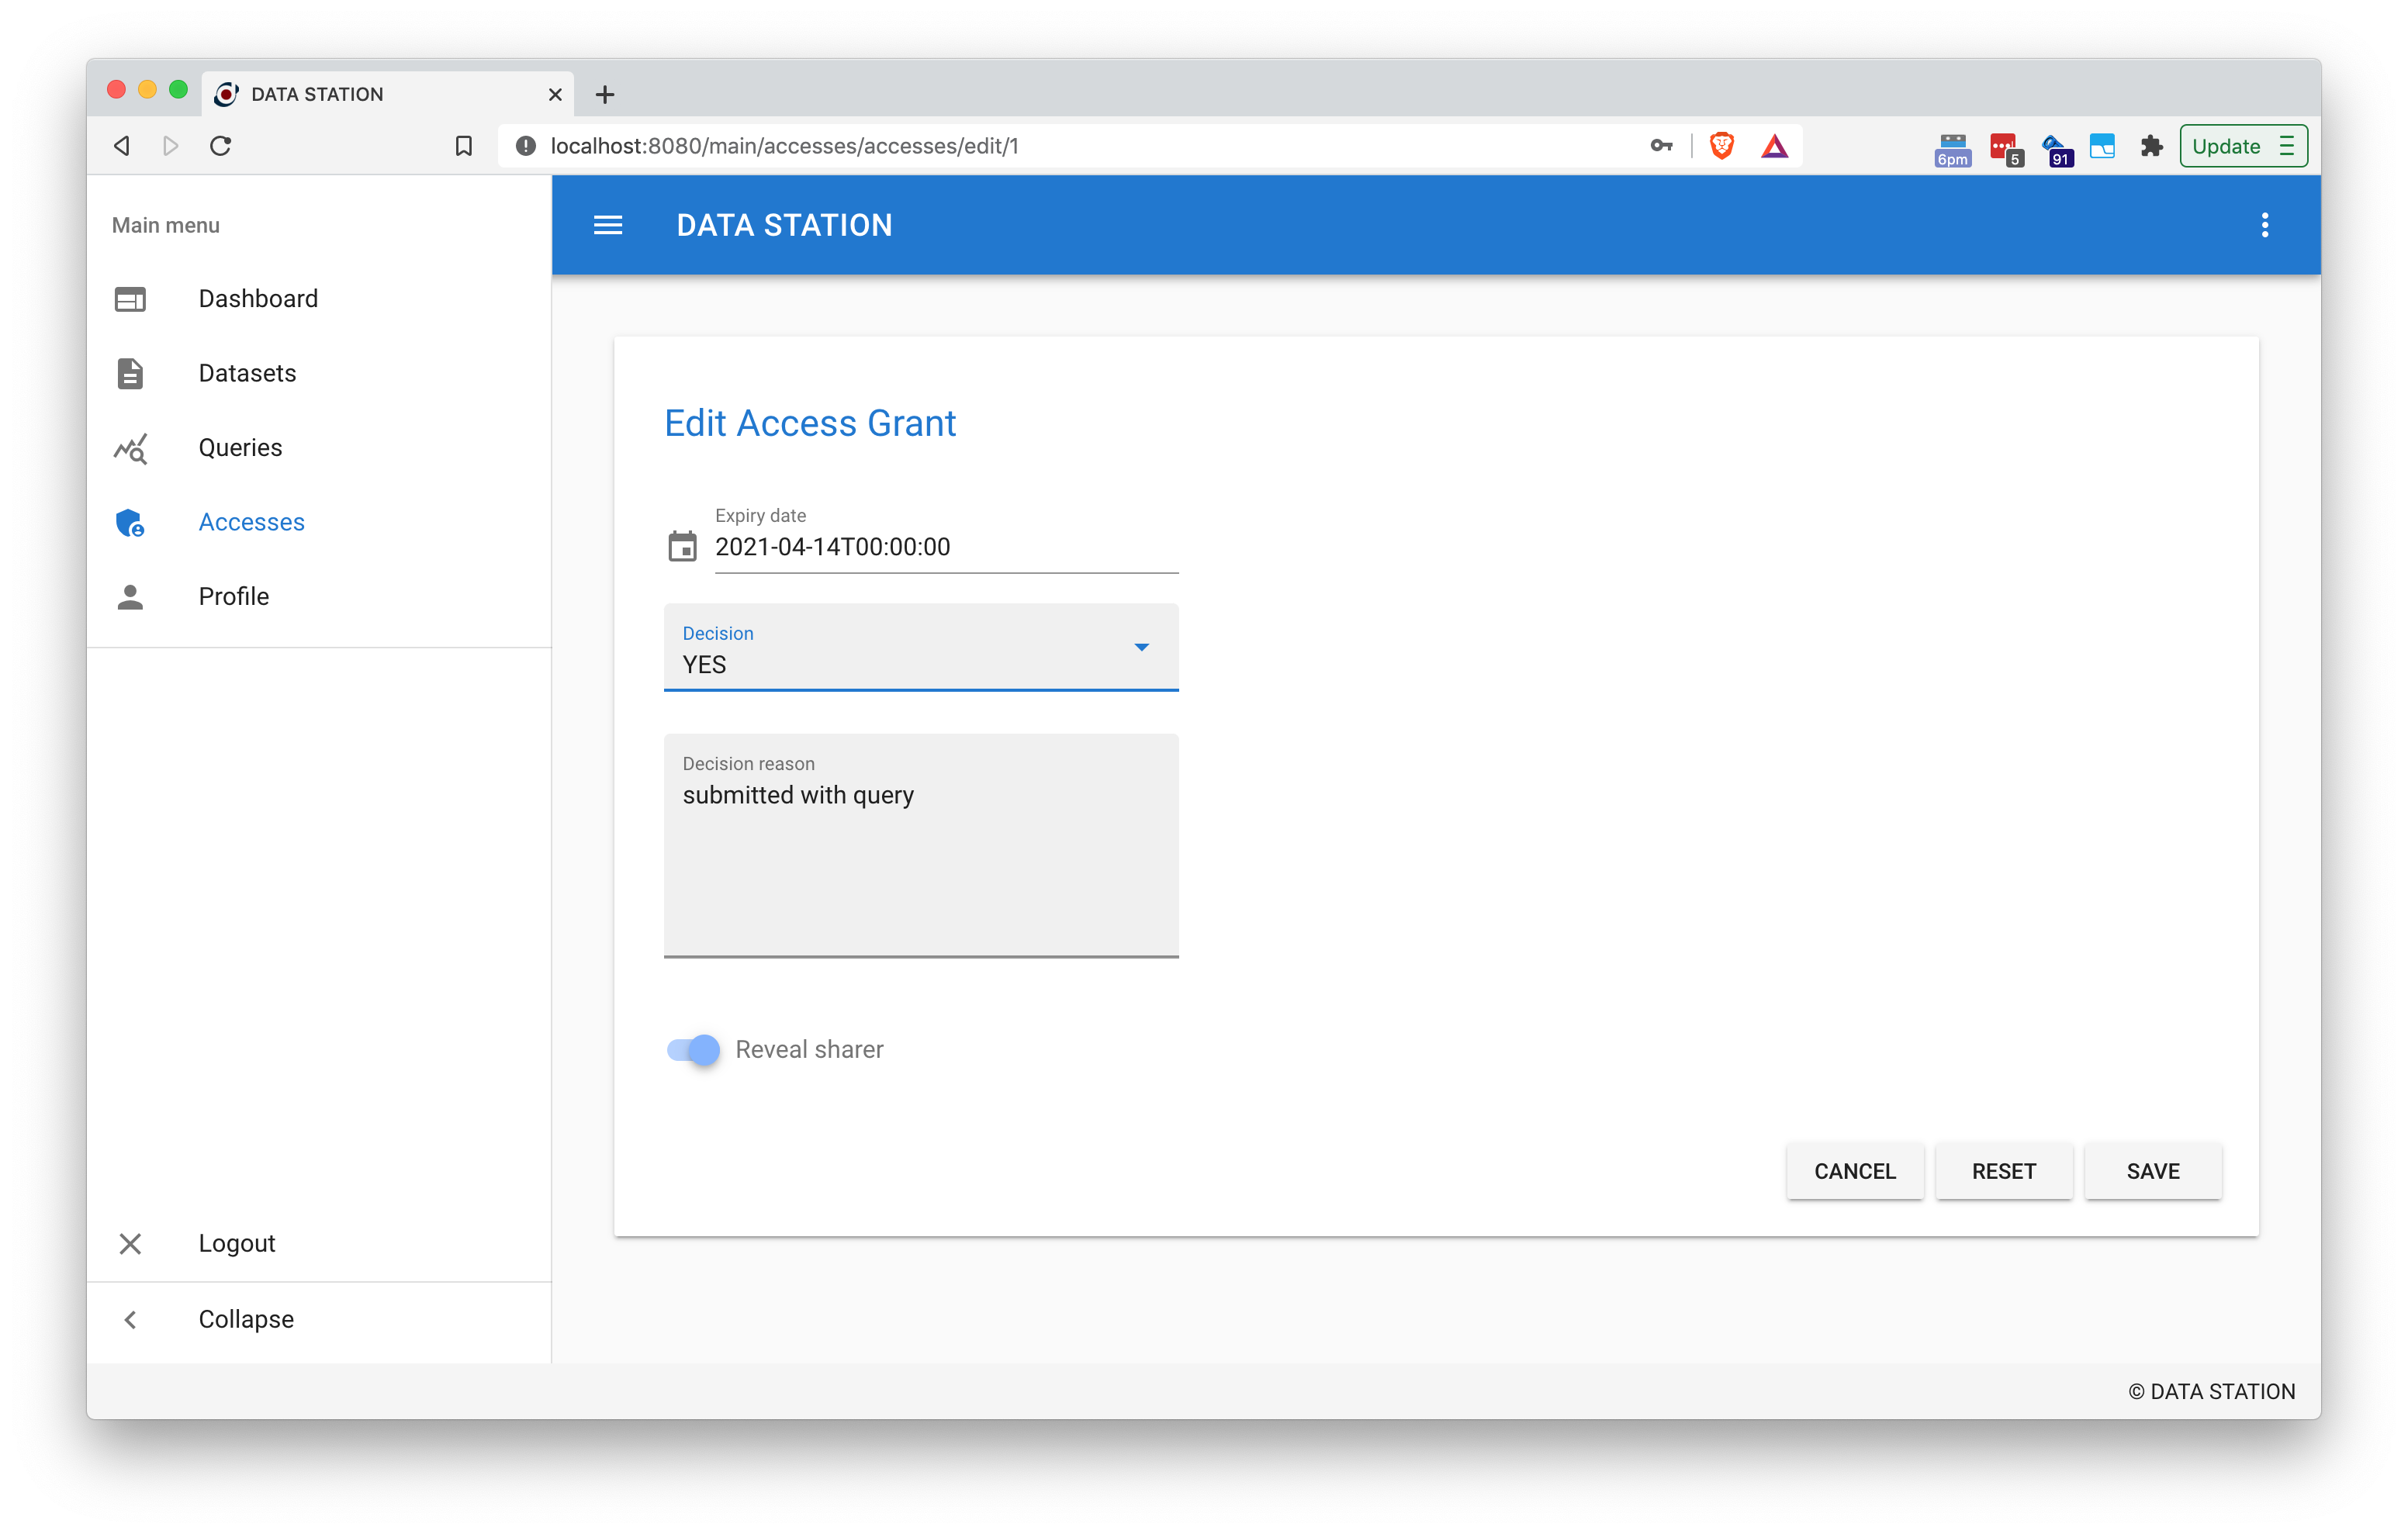 DATA STATION
localhost:8080/main/accesses/accesses/edit/1
6pm
5
91
Update
Main menu
DATA STATION
Dashboard
Datasets
Queries
Accesses
Profile
Edit Access Grant
Expiry date
2021-04-14T00:00:00
Decision
YES
Decision reason
submitted with query
Reveal sharer
CANCEL
RESET
SAVE
Logout
Collapse
© DATA STATION